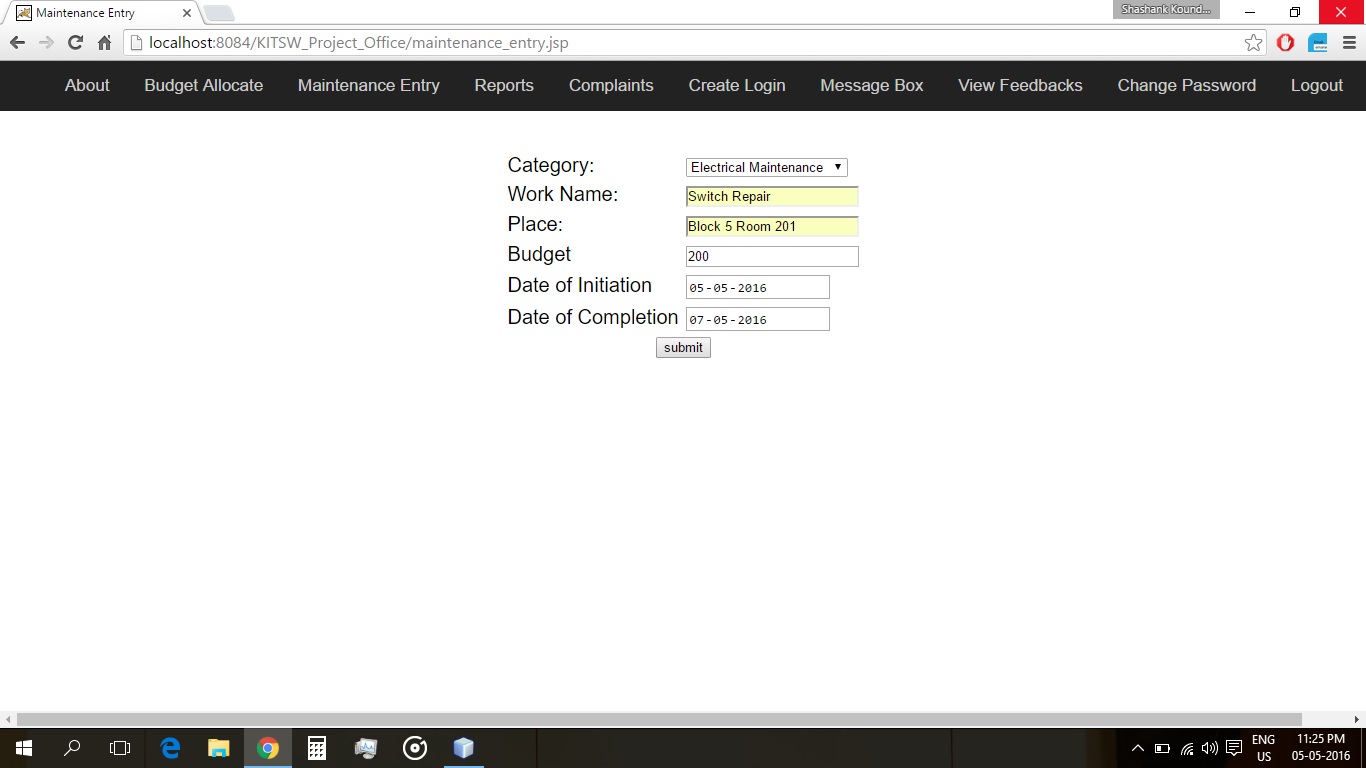 Maintenance Entry
Shashank Kound...
localhost:8084/KITSW_Project_Office/maintenance_entry.jsp
About Budget Allocate Maintenance Entry Reports Complaints Create Login Message Box View Feedbacks Change Password Logout
Category: Electrical Maintenance
Work Name: Switch Repair
Place: Block 5 Room 201
Budget 200
Date of Initiation 05-05-2016
Date of Completion 07-05-2016
submit
ENG 11:25 PM
US 05-05-2016